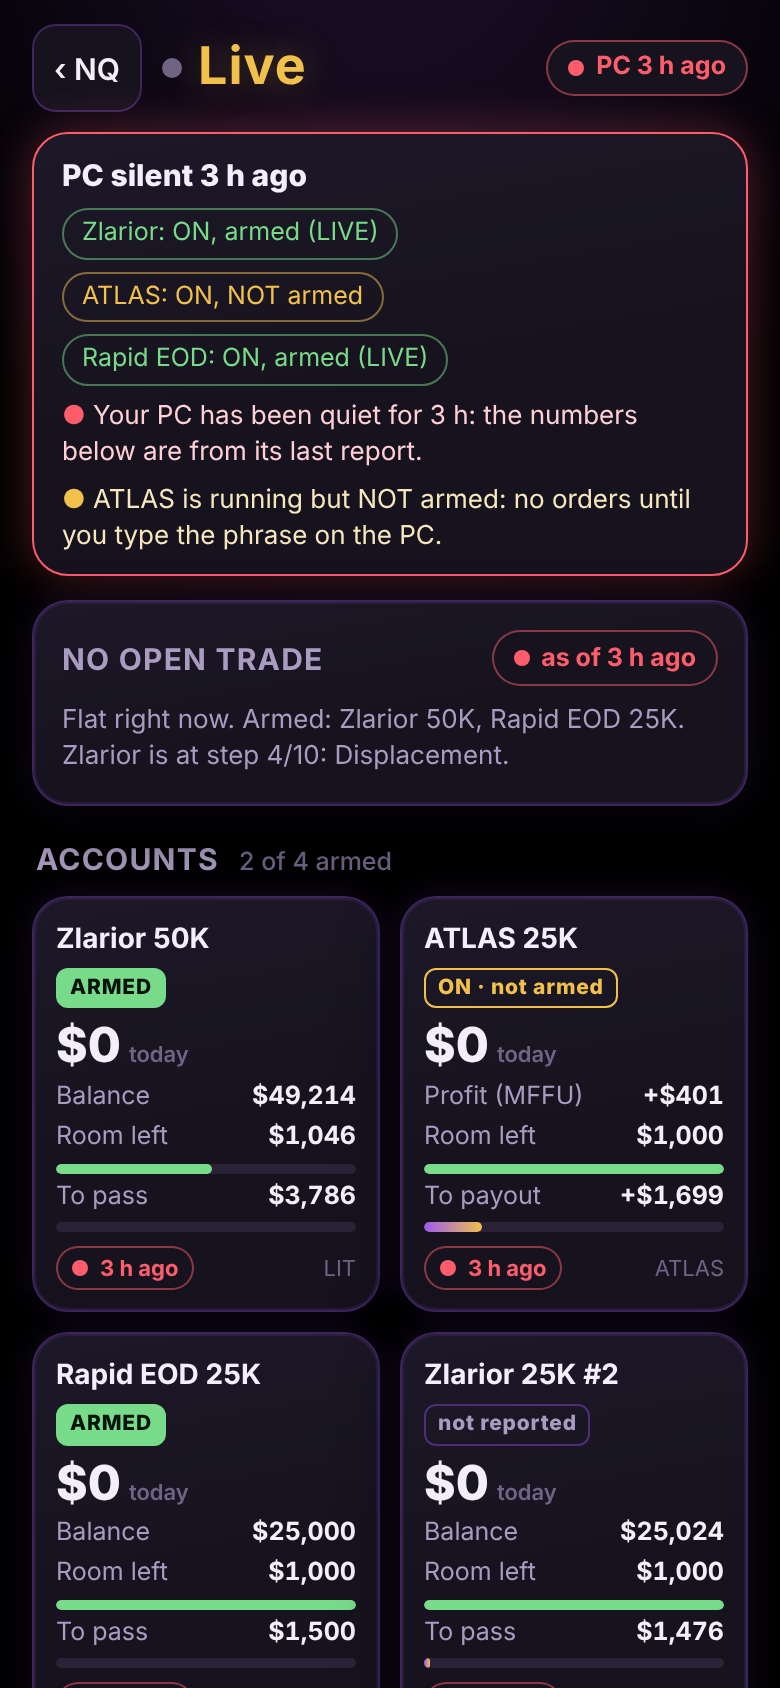 ‹ NQ
Live
PC 3 h ago
PC silent 3 h ago
Zlarior: ON, armed (LIVE)
ATLAS: ON, NOT armed
Rapid EOD: ON, armed (LIVE)
Your PC has been quiet for 3 h: the numbers
below are from its last report.
ATLAS is running but NOT armed: no orders until
you type the phrase on the PC.
NO OPEN TRADE
as of 3 h ago
Flat right now. Armed: Zlarior 50K, Rapid EOD 25K.
Zlarior is at step 4/10: Displacement.
ACCOUNTS 2 of 4 armed
Zlarior 50K
ARMED
$0 today
Balance $49,214
Room left $1,046
To pass $3,786
3 h ago LIT
ATLAS 25K
ON · not armed
$0 today
Profit (MFFU) +$401
Room left $1,000
To payout +$1,699
3 h ago ATLAS
Rapid EOD 25K
ARMED
$0 today
Balance $25,000
Room left $1,000
To pass $1,500
Zlarior 25K #2
not reported
$0 today
Balance $25,024
Room left $1,000
To pass $1,476